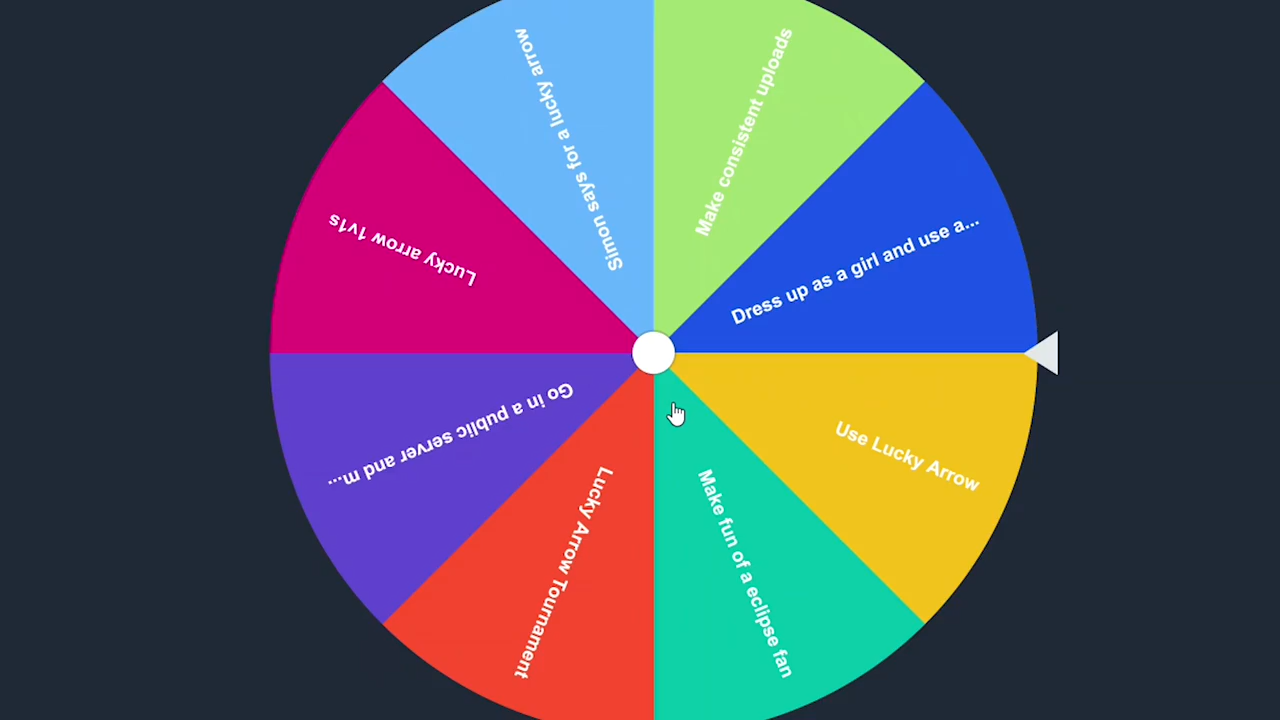 Simon says for a lucky arrow
Make consistent uploads
Dress up as a girl and use a...
Lucky arrow 1v1s
Go in a public server and m...
Use Lucky Arrow
Lucky Arrow Tournament
Make fun of a eclipse fan